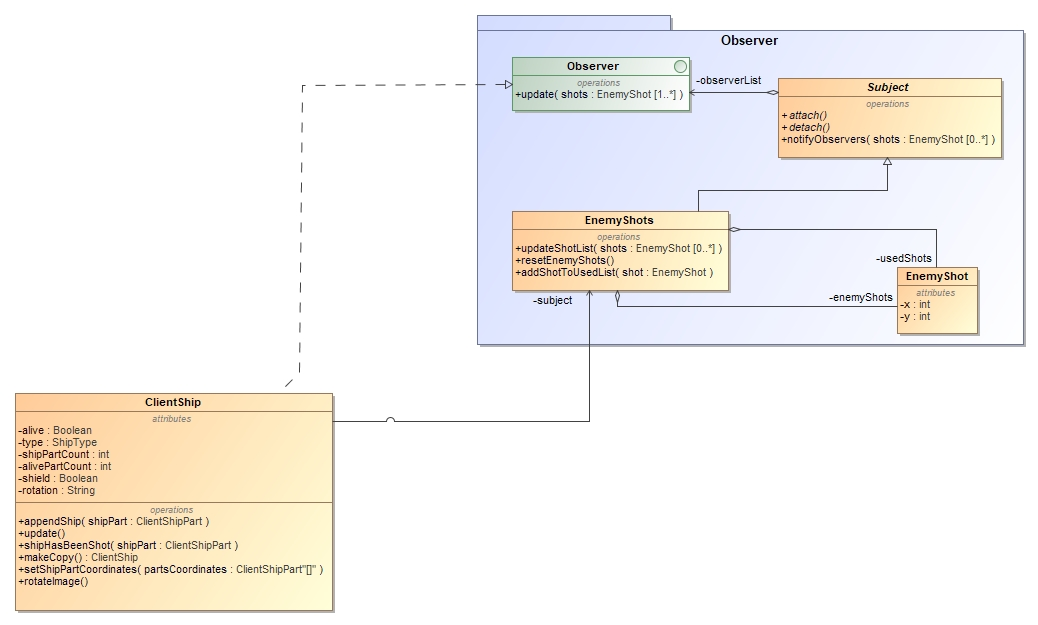 Observer
Observer
operations
+update( shots : EnemyShot [1..*] )
-observerList
Subject
operations
+attach()
+detach()
+notifyObservers( shots : EnemyShot [0..*] )
EnemyShots
operations
+updateShotList( shots : EnemyShot [0..*] )
+resetEnemyShots()
+addShotToUsedList( shot : EnemyShot )
-subject
-usedShots
-enemyShots
EnemyShot
attributes
-x : int
-y : int
ClientShip
attributes
-alive : Boolean
-type : ShipType
-shipPartCount : int
-alivePartCount : int
-shield : Boolean
-rotation : String
operations
+appendShip( shipPart : ClientShipPart )
+update()
+shipHasBeenShot( shipPart : ClientShipPart )
+makeCopy() : ClientShip
+setShipPartCoordinates( partsCoordinates : ClientShipPart"[]" )
+rotateImage()